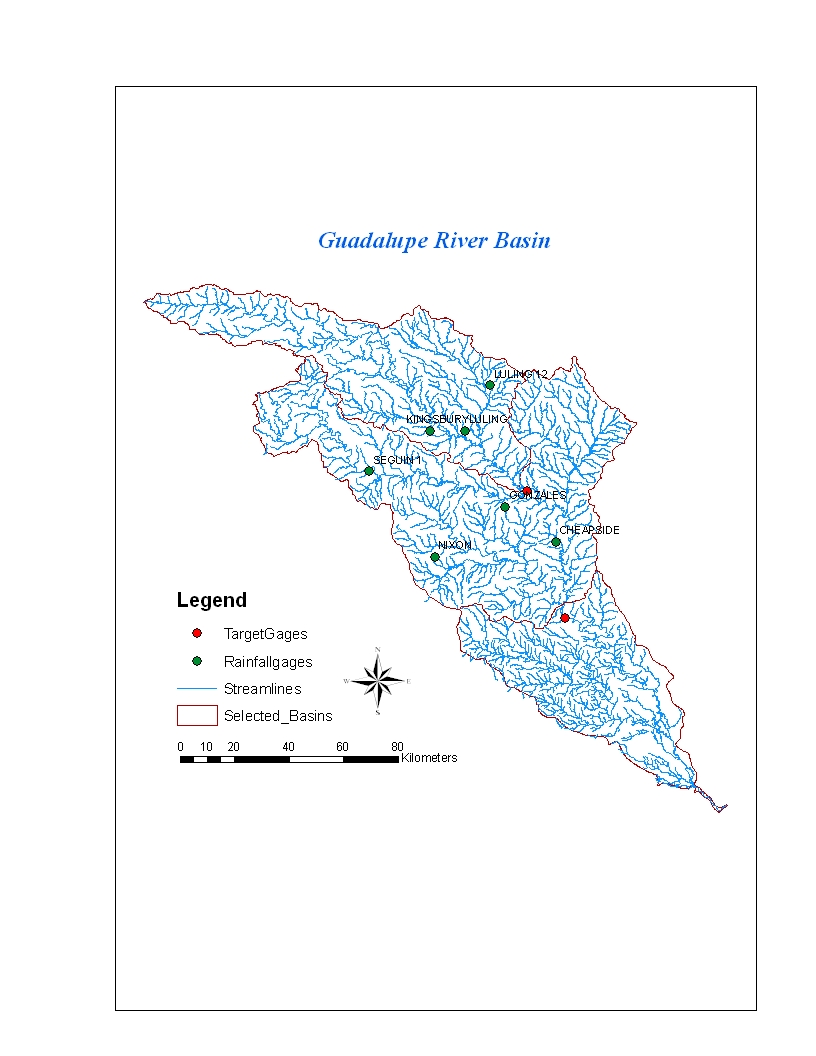 Guadalupe River Basin
LULING 12
KINGSBURY LULING
SEGUIN 1
GONZALES
CHEAPSIDE
NIXON
Legend
TargetGages
Rainfallgages
Streamlines
Selected_Basins
N
W E
S
0 10 20 40 60 80
Kilometers